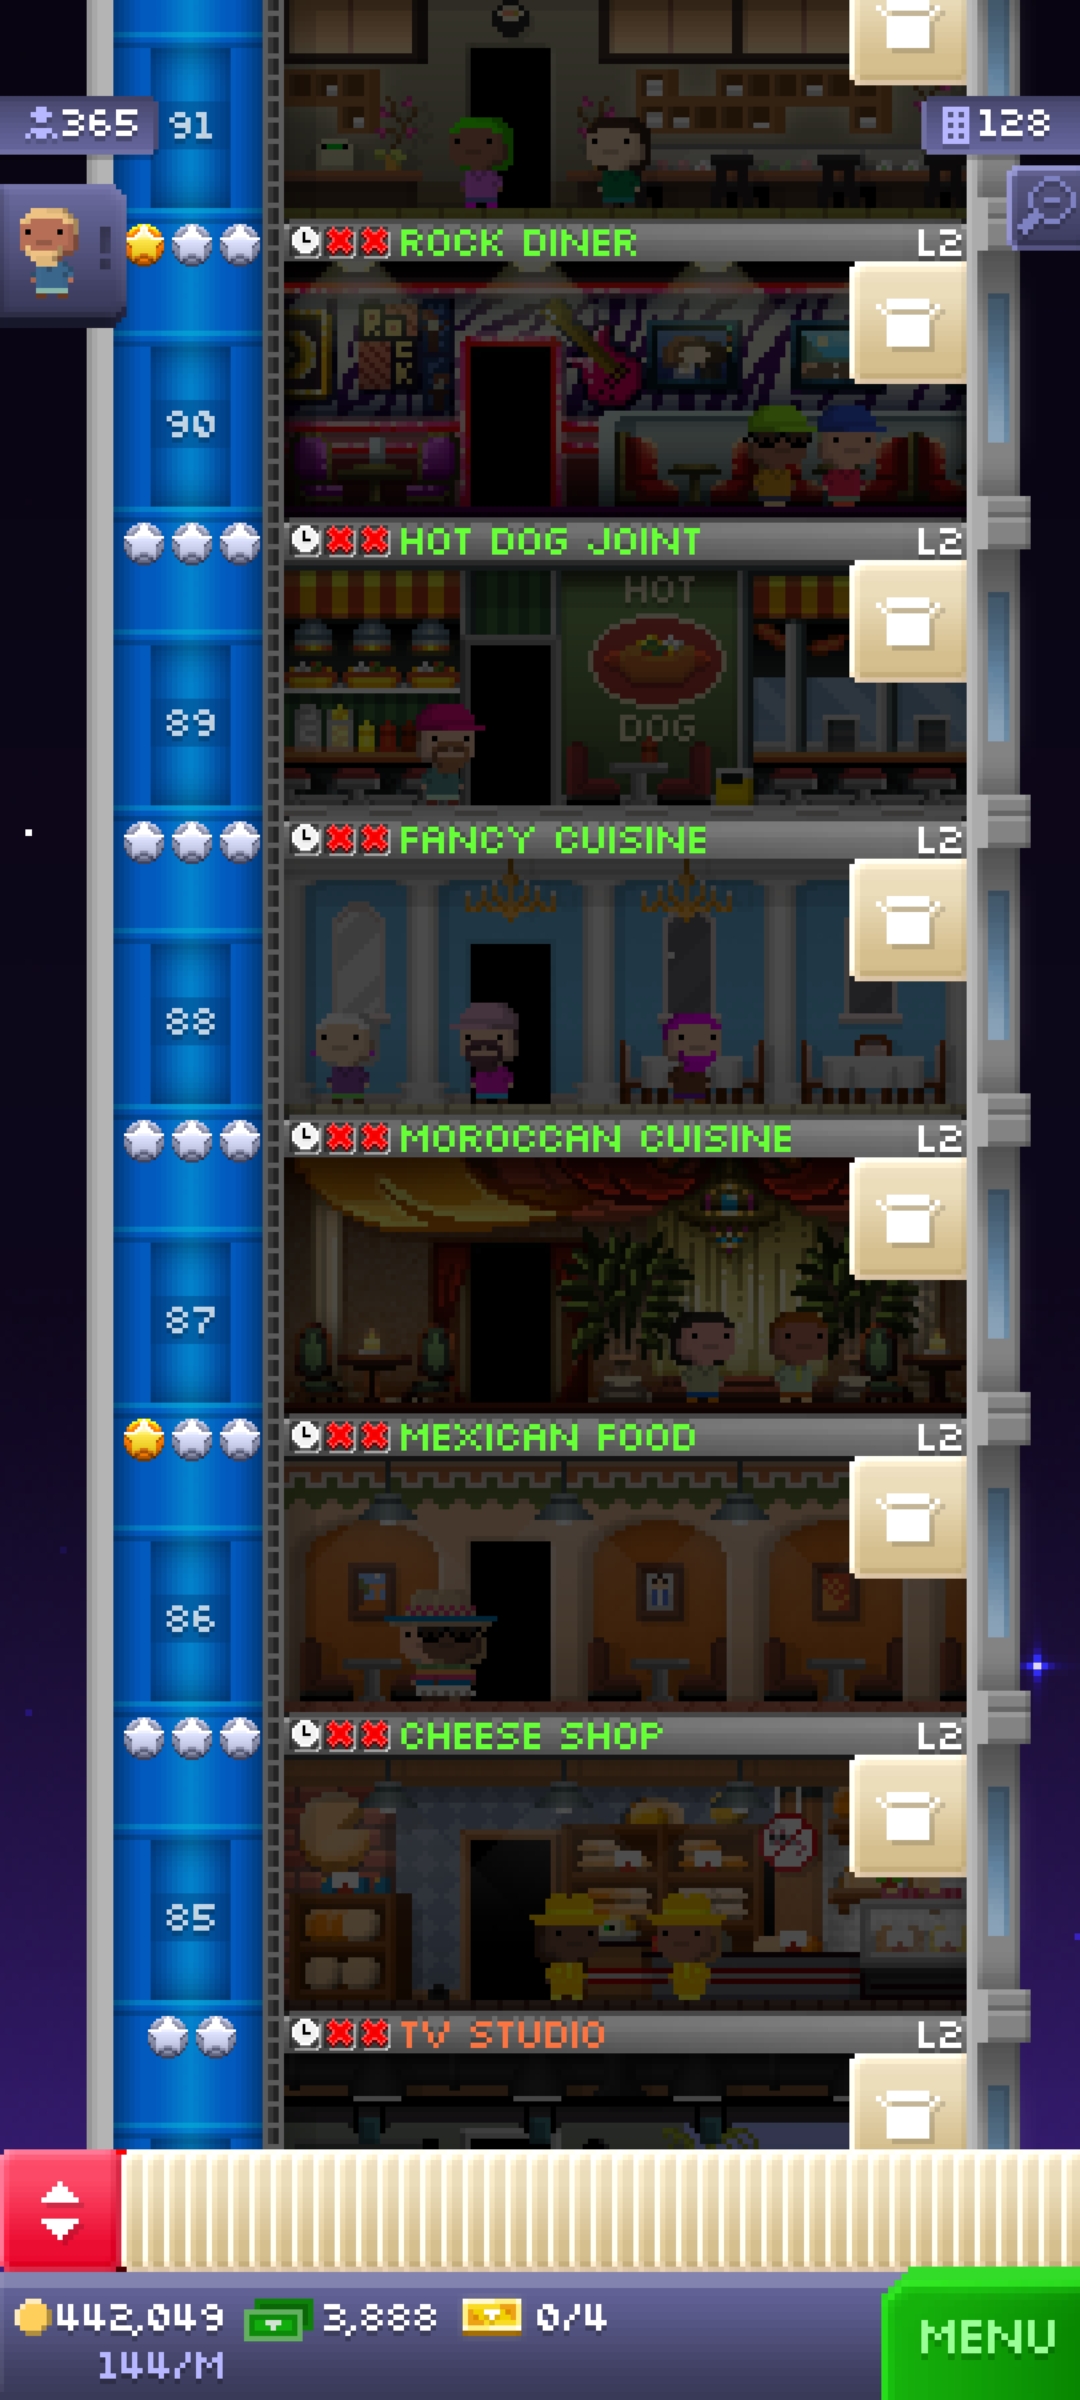 365
91
128
ROCK DINER
L2
ROCK
90
HOT DOG JOINT
L2
HOT
DOG
89
FANCY CUISINE
L2
88
MOROCCAN CUISINE
L2
87
MEXICAN FOOD
L2
86
CHEESE SHOP
L2
85
TV STUDIO
L2
442,049
3,888
0/4
144/M
MENU